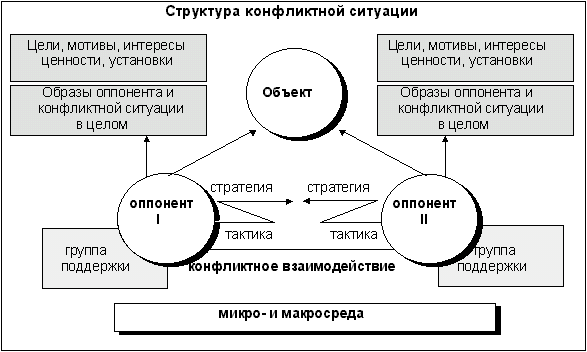 Структура конфликтной ситуации
Цели, мотивы, интересы
ценности, установки
Образы оппонента и
конфликтной ситуации
в целом
Цели, мотивы, интересы
ценности, установки
Образы оппонента и
конфликтной ситуации
в целом
Объект
оппонент
I
стратегия
стратегия
тактика
тактика
оппонент
II
группа
поддержки
конфликтное взаимодействие
группа
поддержки
микро- и макросреда